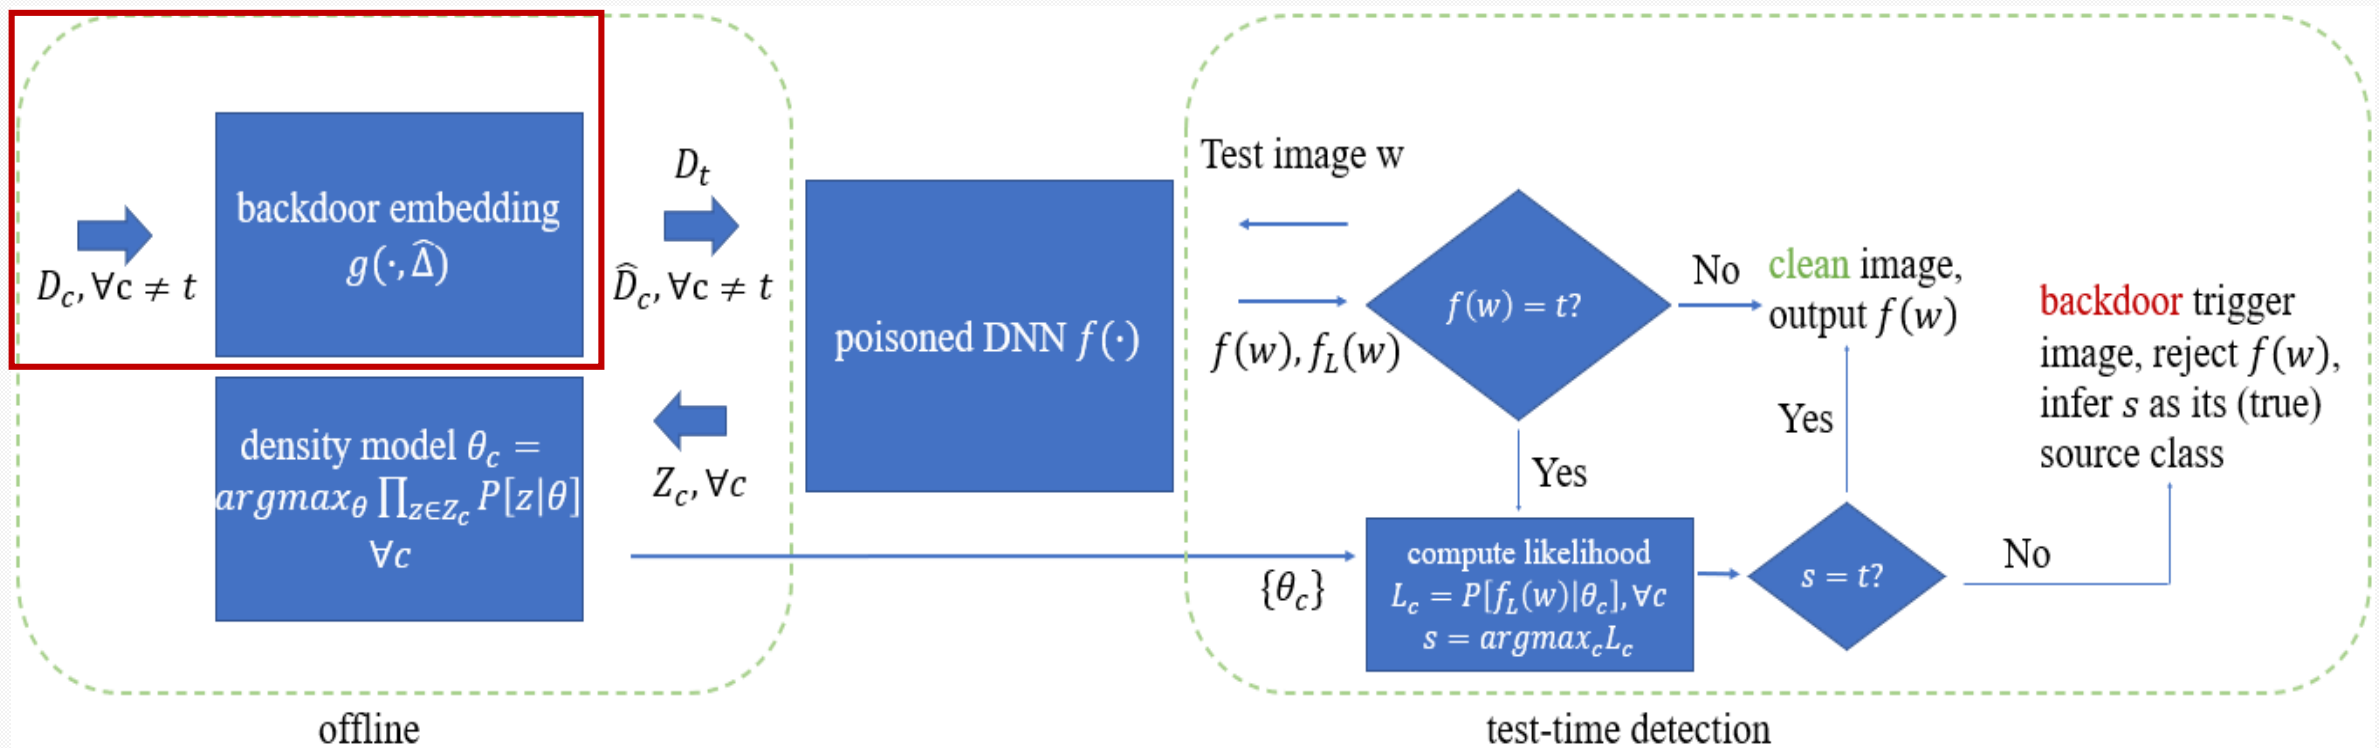 backdoor embedding
g(·, Δ̂)
D_c, ∀c ≠ t
D_t
D̂_c, ∀c ≠ t
density model θ_c =
argmax_θ ∏_{z∈Z_c} P[z|θ]
∀c
Z_c, ∀c
offline
poisoned DNN f(·)
{θ_c}
Test image w
f(w), f_L(w)
f(w) = t?
No
clean image,
output f(w)
Yes
compute likelihood
L_c = P[f_L(w)|θ_c], ∀c
s = argmax_c L_c
s = t?
Yes
No
backdoor trigger
image, reject f(w),
infer s as its (true)
source class
test-time detection